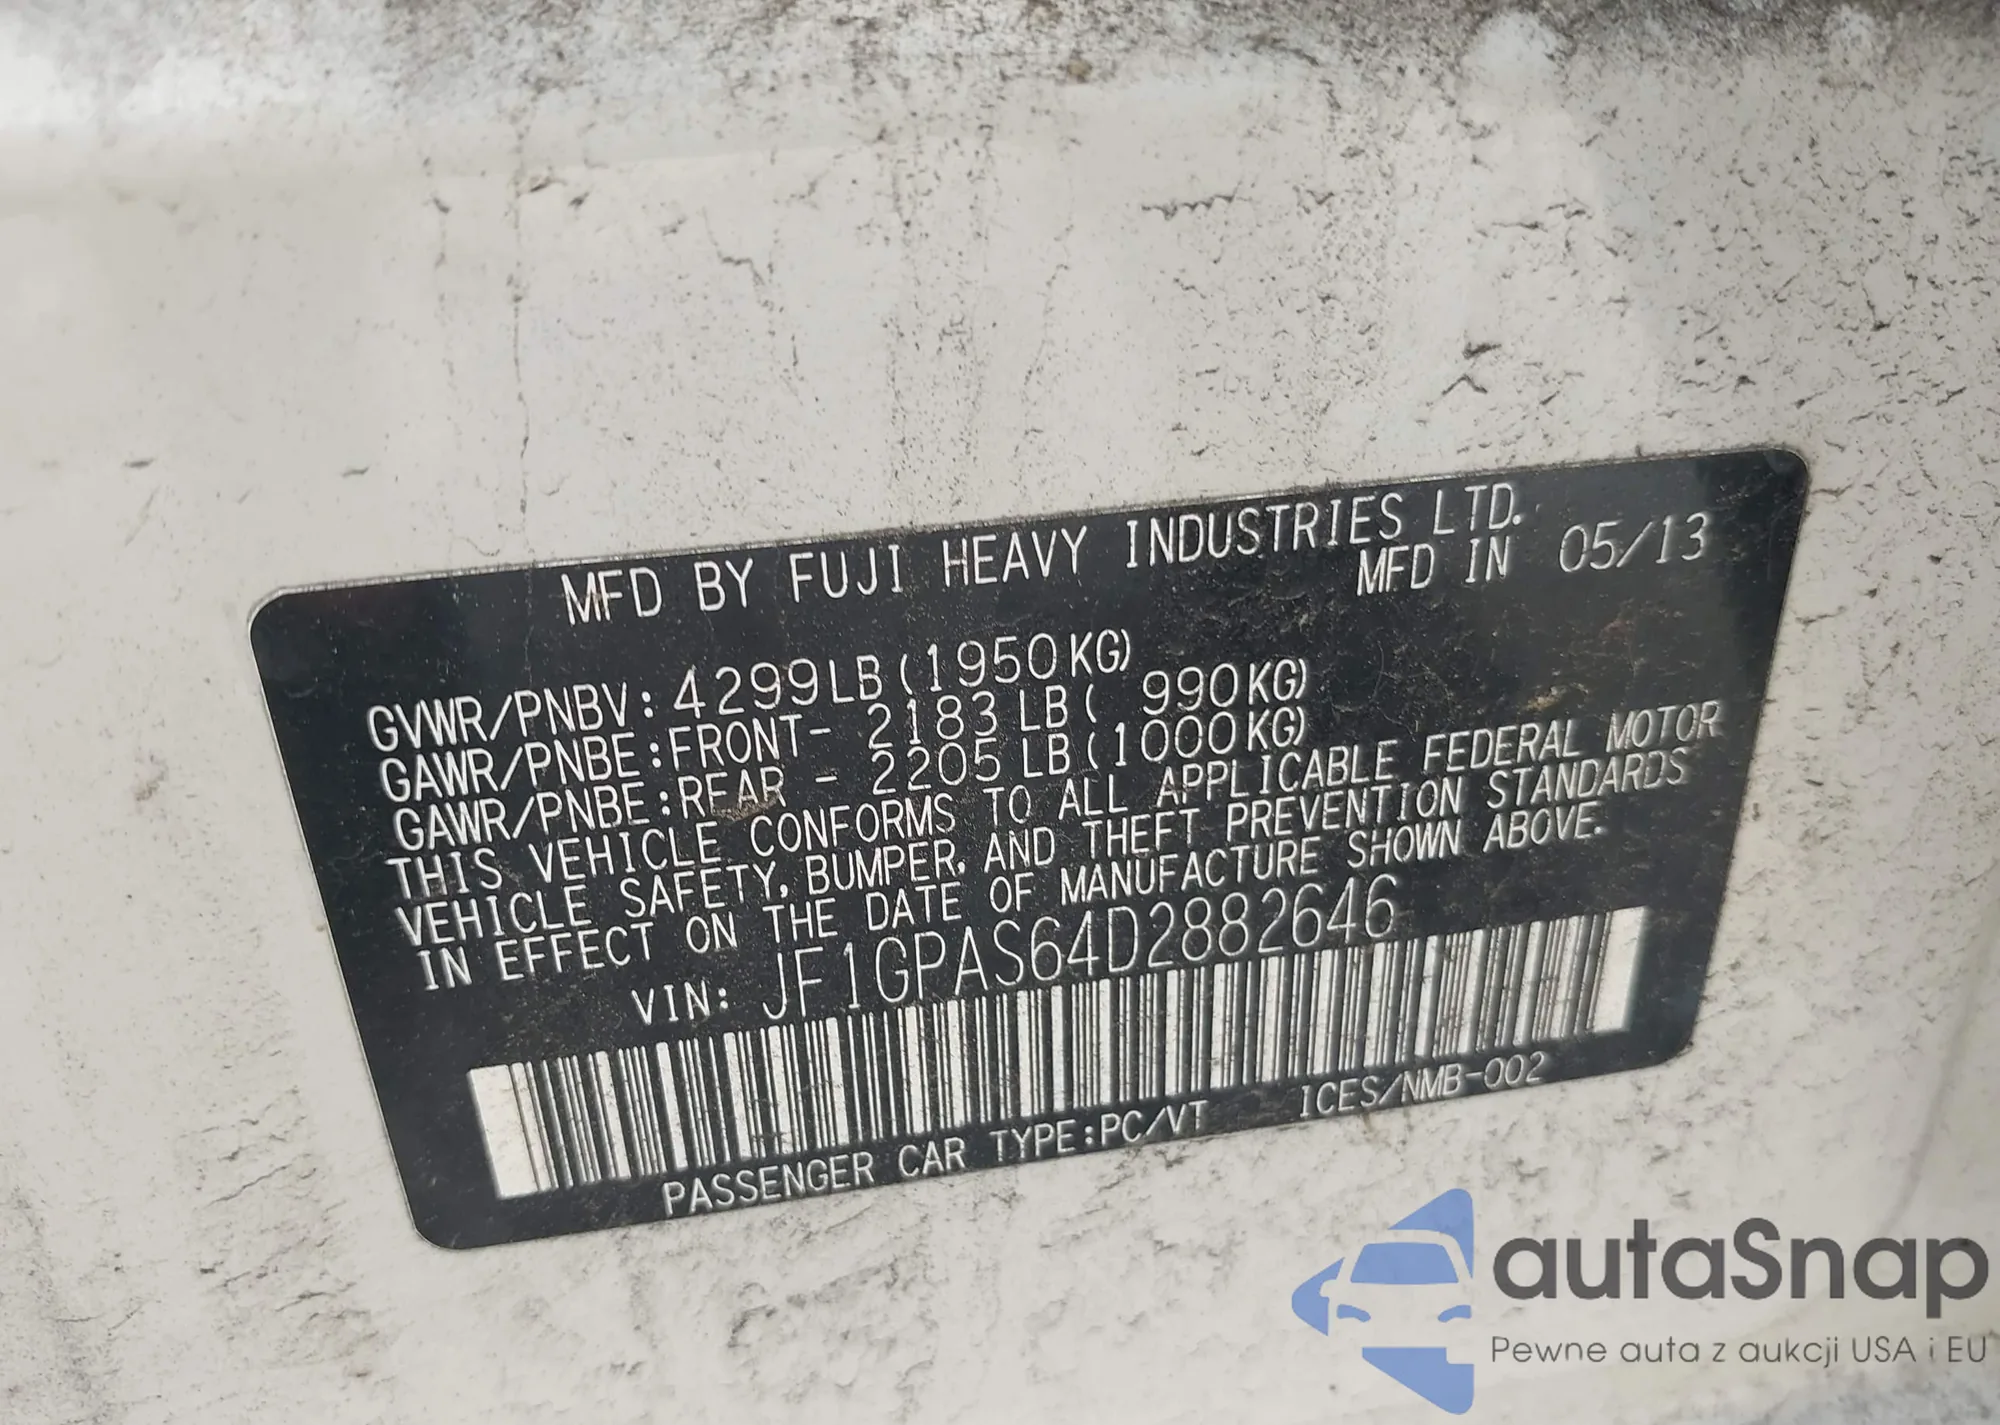 MFD BY FUJI HEAVY INDUSTRIES LTD.
MFD IN 05/13
GVWR/PNBV: 4299LB (1950KG)
GAWR/PNBE:FRONT- 2183LB ( 990KG)
GAWR/PNBE:REAR - 2205LB (1000KG)
THIS VEHICLE CONFORMS TO ALL APPLICABLE FEDERAL MOTOR
VEHICLE SAFETY, BUMPER, AND THEFT PREVENTION STANDARDS
IN EFFECT ON THE DATE OF MANUFACTURE SHOWN ABOVE.
VIN: JF1GPAS64D2882646
PASSENGER CAR TYPE:PC/VT ICES/NMB-002
autaSnap
Pewne auta z aukcji USA i EU